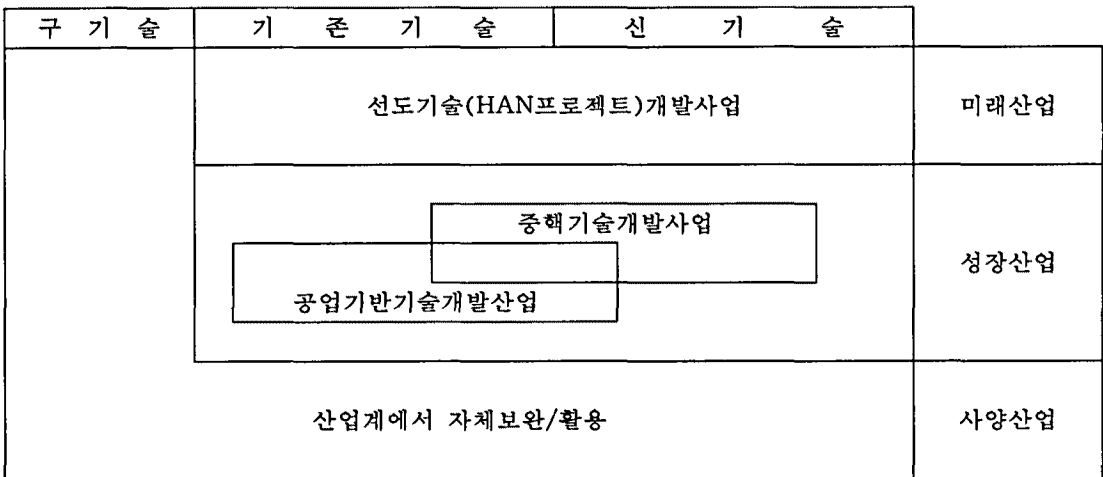 구 기 술 기 존 기 술 신 기 술
선도기술(HAN프로젝트)개발사업 미래산업
중핵기술개발사업
성장산업
공업기반기술개발산업
산업계에서 자체보완/활용 사양산업